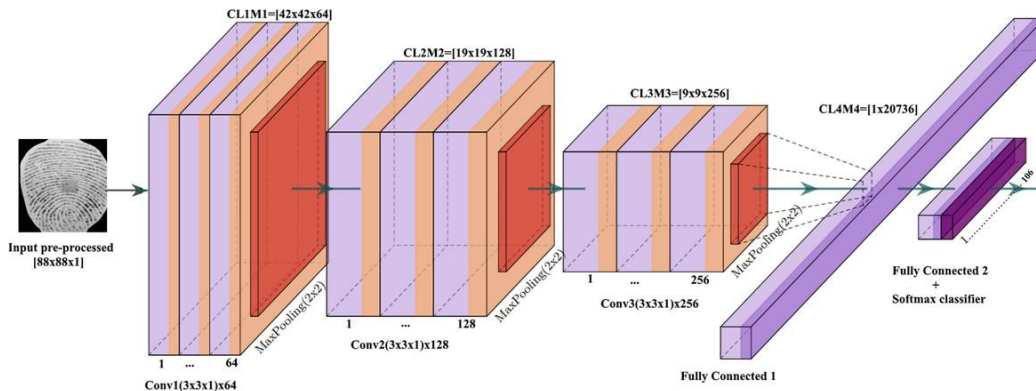 CL1M1=[42x42x64]
CL2M2=[19x19x128]
CL3M3=[9x9x256]
CL4M4=[1x20736]
Input pre-processed
[88x88x1]
MaxPooling(2x2)
1 ... 64
Conv1(3x3x1)x64
MaxPooling(2x2)
1 ... 128
Conv2(3x3x1)x128
MaxPooling(2x2)
1 ... 256
Conv3(3x3x1)x256
Fully Connected 1
1..............106
Fully Connected 2
+
Softmax classifier